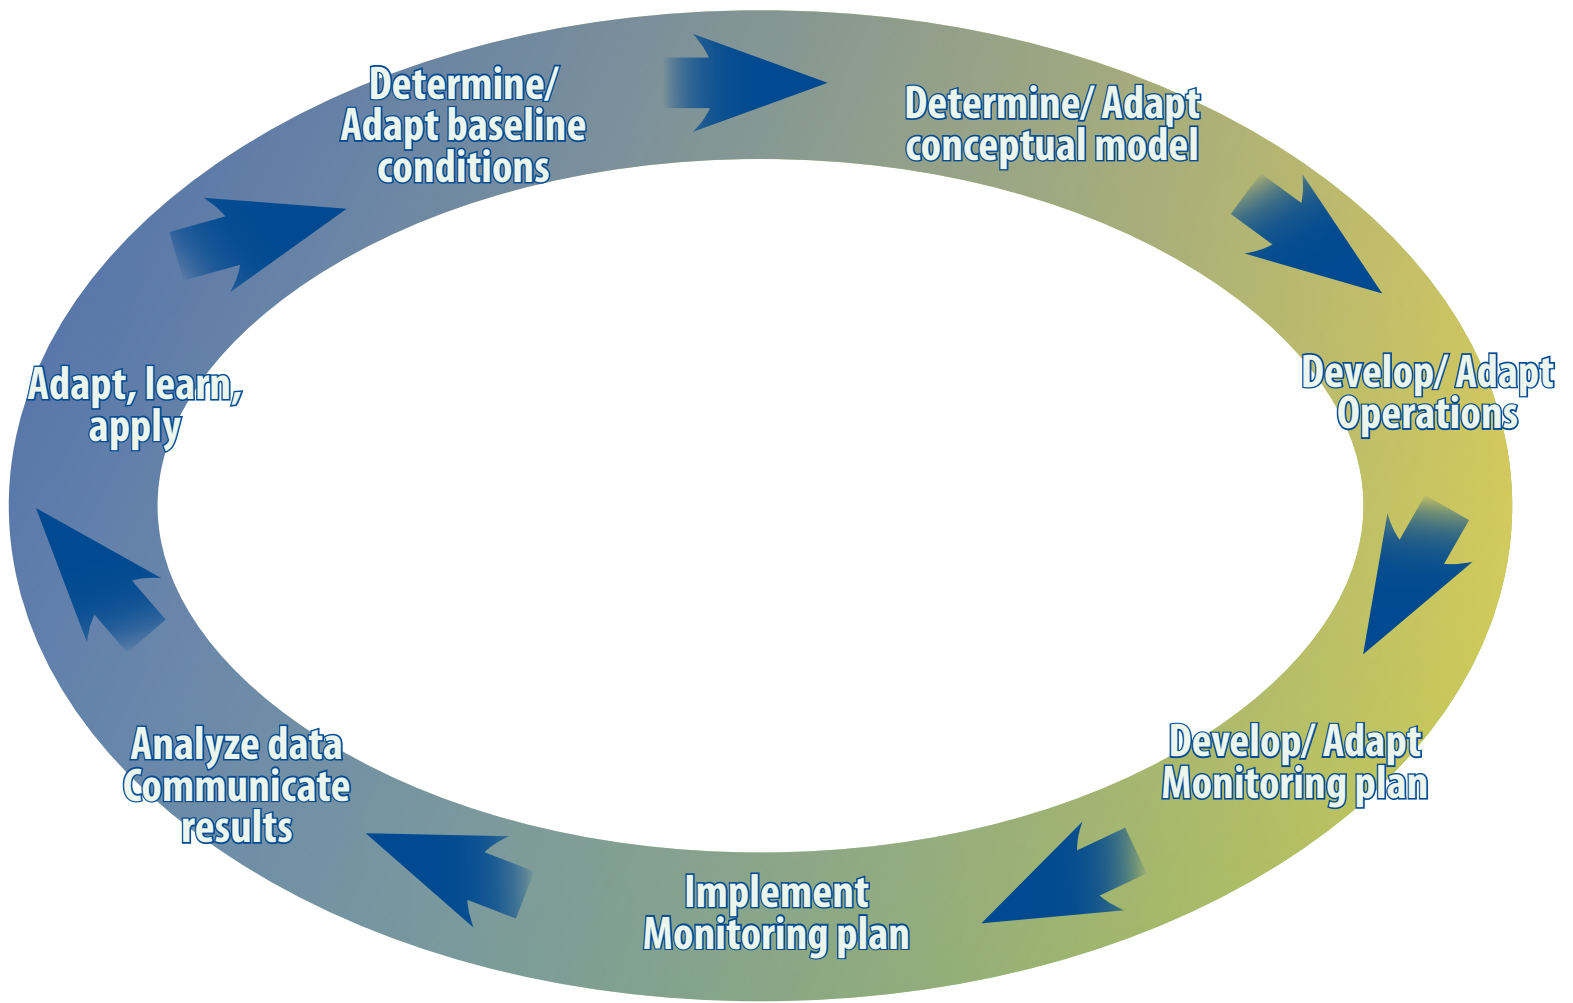 Determine/
Adapt baseline
conditions
Determine/ Adapt
conceptual model
Develop/ Adapt
Operations
Develop/ Adapt
Monitoring plan
Implement
Monitoring plan
Analyze data
Communicate
results
Adapt, learn,
apply